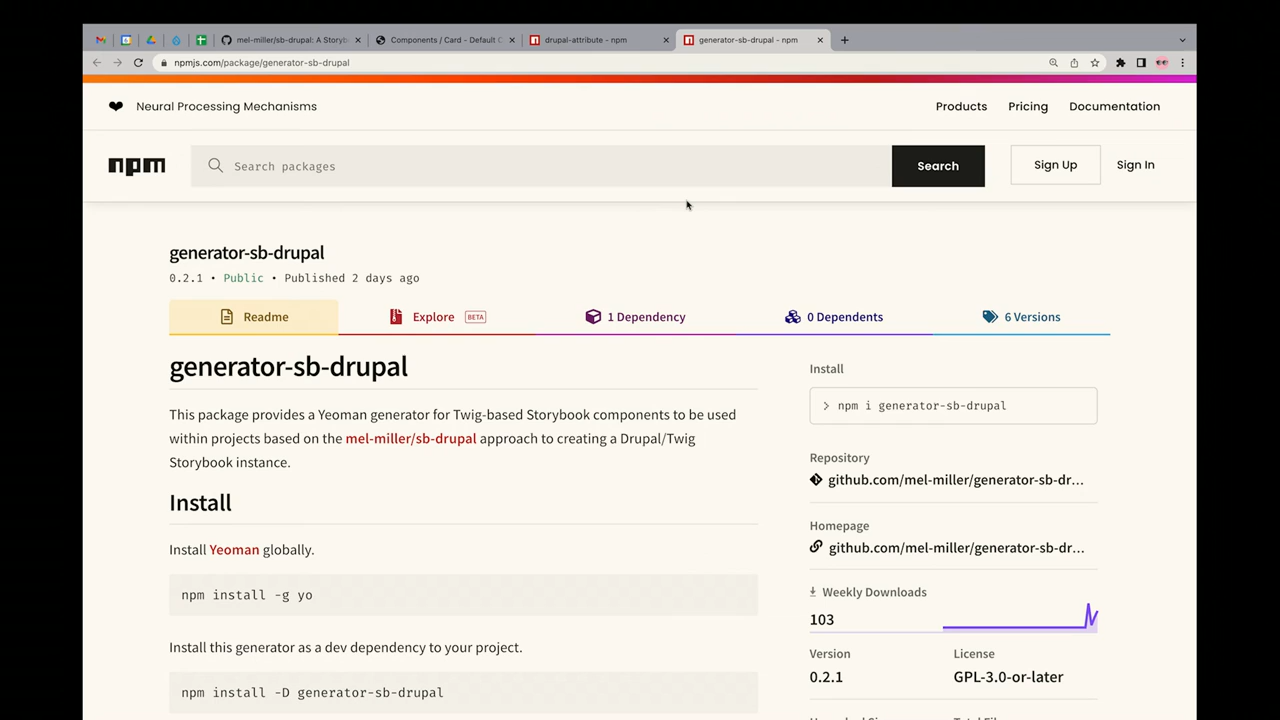 mel-miller/sb-drupal: A Storyb
Components / Card - Default C
drupal-attribute - npm
generator-sb-drupal - npm
npmjs.com/package/generator-sb-drupal
❤ Neural Processing Mechanisms
Products
Pricing
Documentation
npm
Search packages
Search
Sign Up
Sign In
generator-sb-drupal
0.2.1 • Public • Published 2 days ago
Readme
Explore BETA
1 Dependency
0 Dependents
6 Versions
generator-sb-drupal
This package provides a Yeoman generator for Twig-based Storybook components to be used
within projects based on the mel-miller/sb-drupal approach to creating a Drupal/Twig
Storybook instance.
Install
Install Yeoman globally.
npm install -g yo
Install this generator as a dev dependency to your project.
npm install -D generator-sb-drupal
Install
> npm i generator-sb-drupal
Repository
github.com/mel-miller/generator-sb-dr...
Homepage
github.com/mel-miller/generator-sb-dr...
Weekly Downloads
103
Version
0.2.1
License
GPL-3.0-or-later